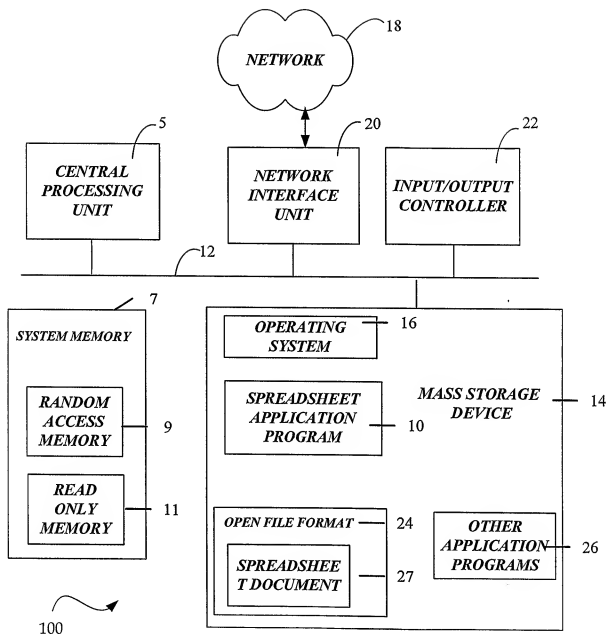 18
NETWORK
5
20
22
CENTRAL
PROCESSING
UNIT
NETWORK
INTERFACE
UNIT
INPUT/OUTPUT
CONTROLLER
12
7
SYSTEM MEMORY
RANDOM
ACCESS
MEMORY
9
READ
ONLY
MEMORY
11
OPERATING
SYSTEM
16
SPREADSHEET
APPLICATION
PROGRAM
10
MASS STORAGE
DEVICE
14
OPEN FILE FORMAT
24
SPREADSHEE
T DOCUMENT
27
OTHER
APPLICATION
PROGRAMS
26
100